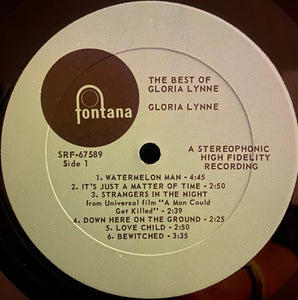 fontana
THE BEST OF
GLORIA LYNNE
GLORIA LYNNE
SRF-67589
Side 1
A STEREOPHONIC
HIGH FIDELITY
RECORDING
1. WATERMELON MAN - 4:45
2. IT'S JUST A MATTER OF TIME - 2:50
3. STRANGERS IN THE NIGHT
from Universal film "A Man Could
Get Killed" - 2:39
4. DOWN HERE ON THE GROUND - 2:25
5. LOVE CHILD - 2:50
6. BEWITCHED - 3:35